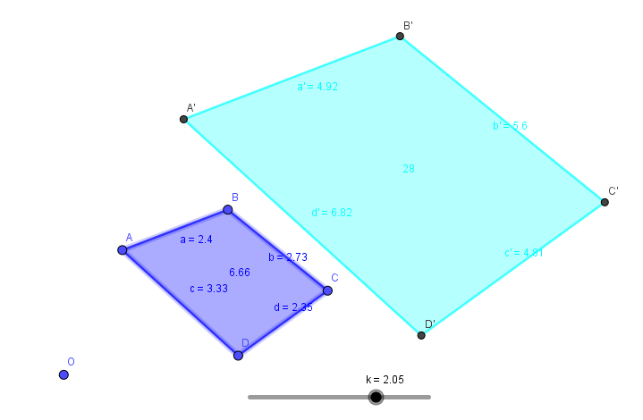 B'
a' = 4.92
A'
b' = 5.6
28
C'
B
d' = 6.82
A
a = 2.4
b = 2.73
c' = 4.81
6.66
C
c = 3.33
d = 2.35
D'
D
O
k = 2.05